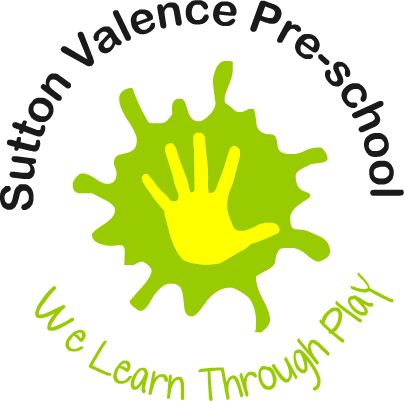 Sutton Valence Pre-school
We Learn Through Play